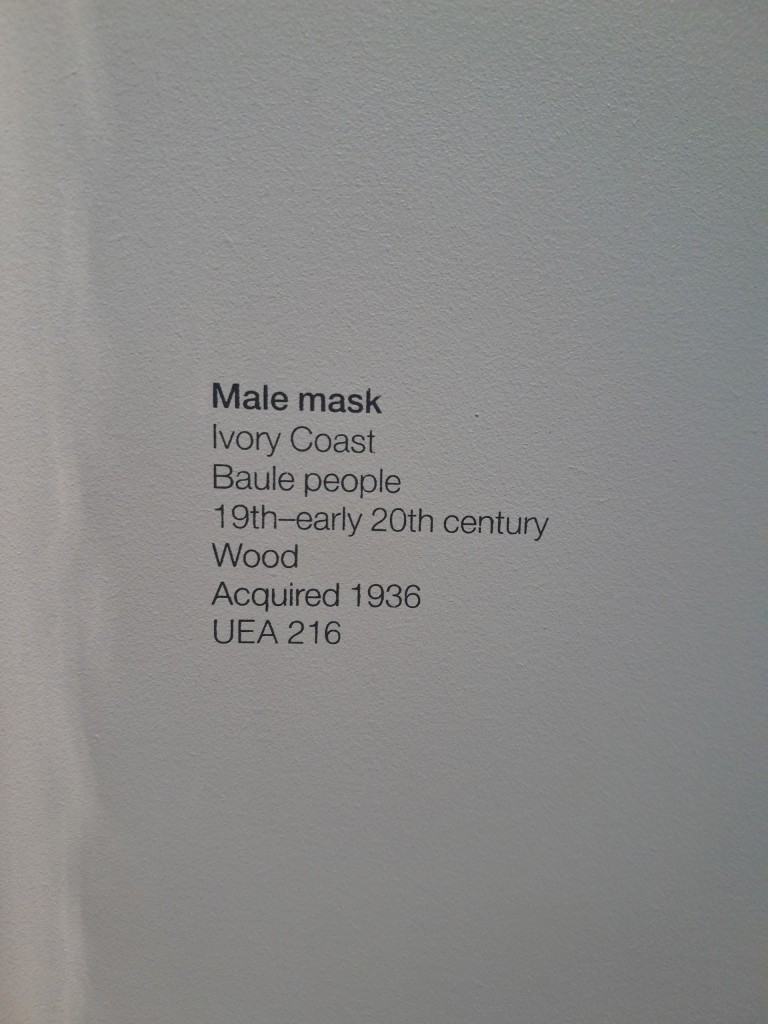 Male mask
Ivory Coast
Baule people
19th–early 20th century
Wood
Acquired 1936
UEA 216